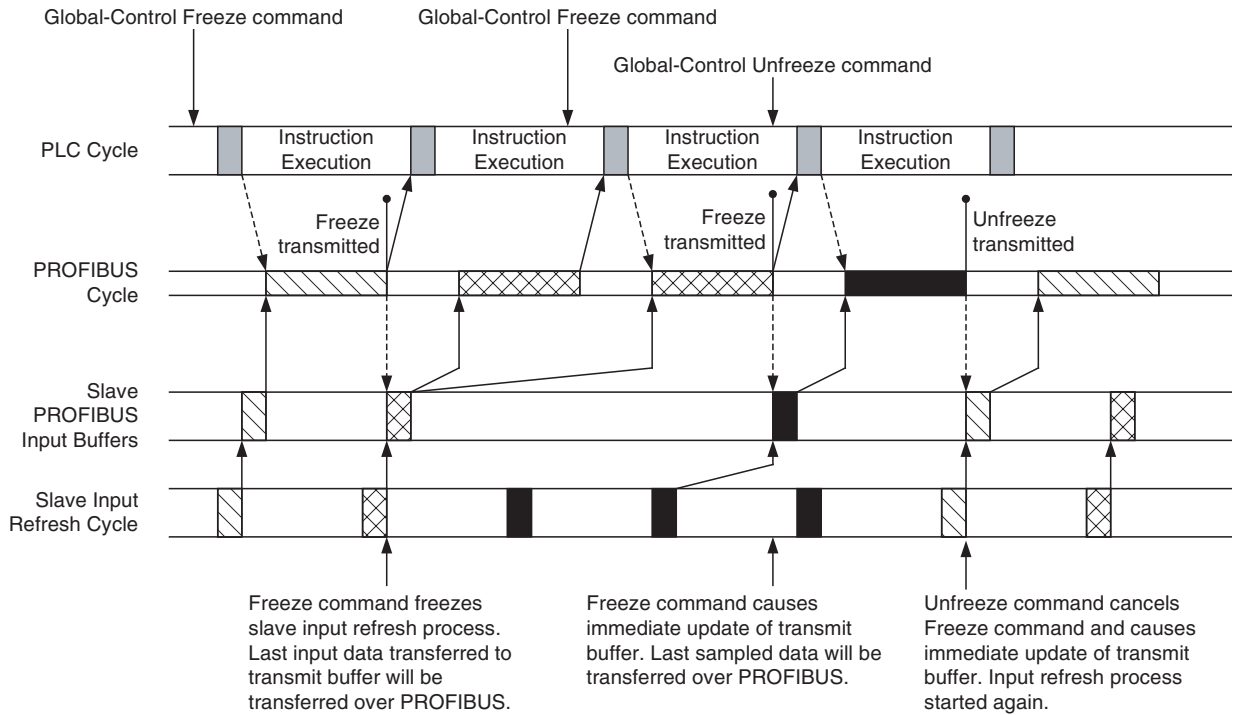 Global-Control Freeze command
Global-Control Freeze command
Global-Control Unfreeze command
PLC Cycle
Instruction
Execution
Instruction
Execution
Instruction
Execution
Instruction
Execution
Freeze
transmitted
Freeze
transmitted
Unfreeze
transmitted
PROFIBUS
Cycle
Slave
PROFIBUS
Input Buffers
Slave Input
Refresh Cycle
Freeze command freezes
slave input refresh process.
Last input data transferred to
transmit buffer will be
transferred over PROFIBUS.
Freeze command causes
immediate update of transmit
buffer. Last sampled data will be
transferred over PROFIBUS.
Unfreeze command cancels
Freeze command and causes
immediate update of transmit
buffer. Input refresh process
started again.